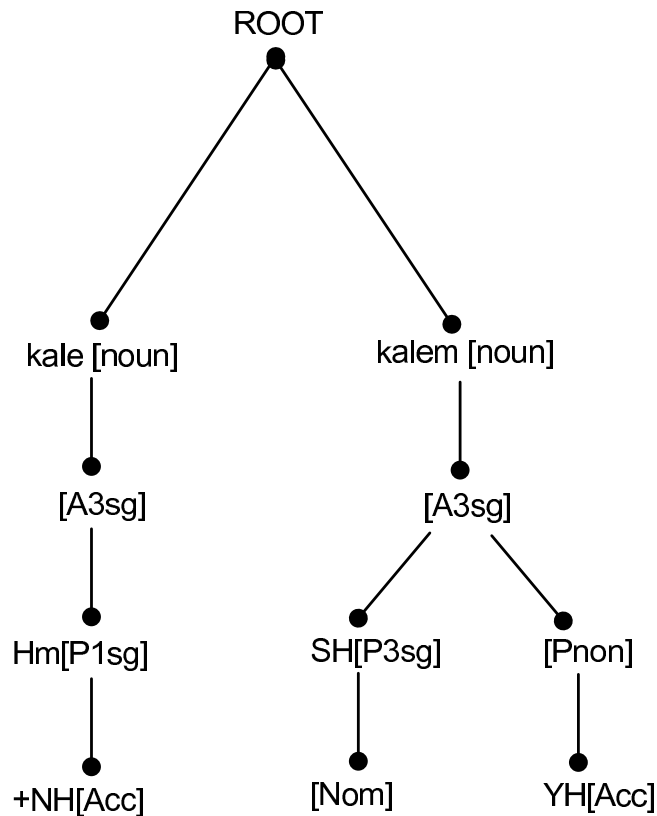 ROOT
kale [noun]
kalem [noun]
[A3sg]
[A3sg]
Hm[P1sg]
SH[P3sg]
[Pnon]
+NH[Acc]
[Nom]
YH[Acc]